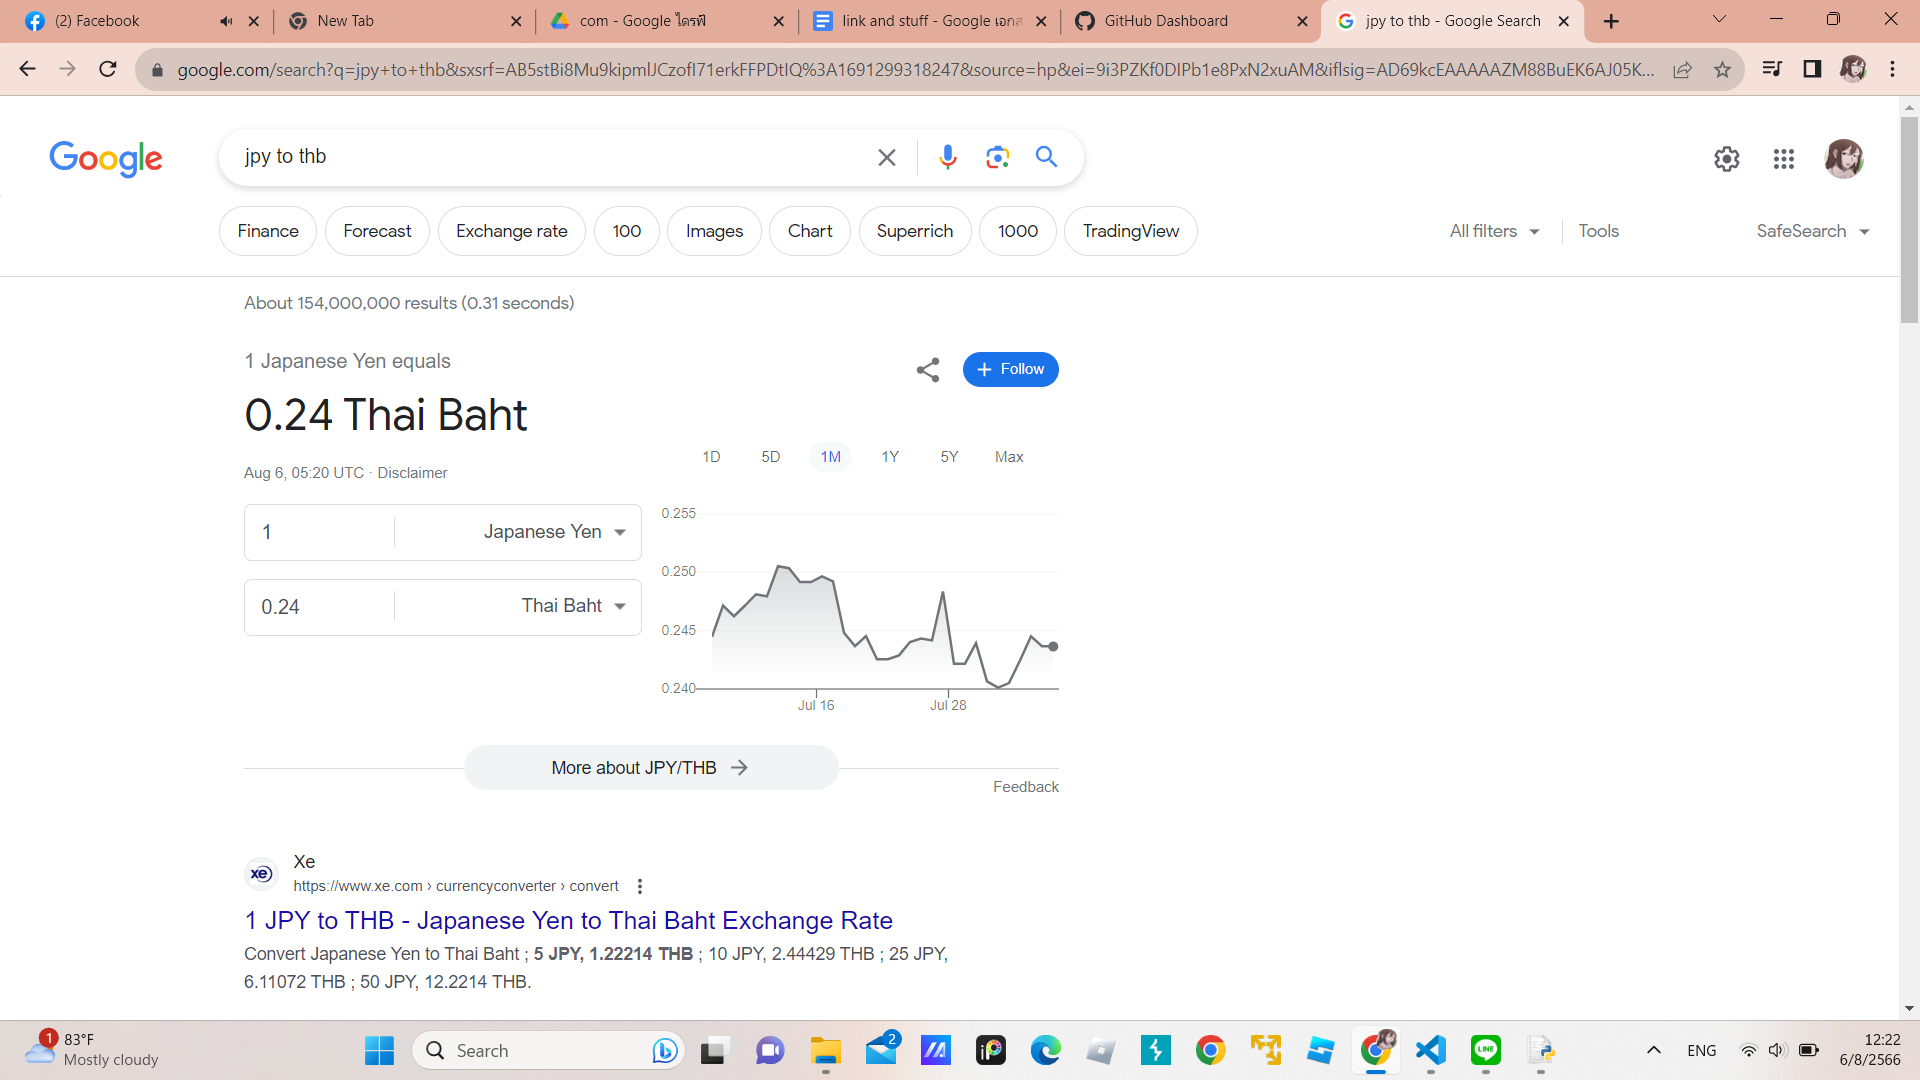 (2) Facebook
New Tab
com - Google ไดรฟ์
link and stuff - Google เอกส
GitHub Dashboard
jpy to thb - Google Search
google.com/search?q=jpy+to+thb&sxsrf=AB5stBi8Mu9kipmlJCzofI71erkFFPDtIQ%3A1691299318247&source=hp&ei=9i3PZKf0DIPb1e8PxN2xuAM&iflsig=AD69kcEAAAAAZM88BuEK6AJ05K...
Google
jpy to thb
Finance
Forecast
Exchange rate
100
Images
Chart
Superrich
1000
TradingView
All filters
Tools
SafeSearch
About 154,000,000 results (0.31 seconds)
1 Japanese Yen equals
Follow
0.24 Thai Baht
1D 5D 1M 1Y 5Y Max
Aug 6, 05:20 UTC · Disclaimer
1 Japanese Yen
0.24 Thai Baht
0.255
0.250
0.245
0.240
Jul 16 Jul 28
More about JPY/THB
Feedback
xe
Xe
https://www.xe.com › currencyconverter › convert
1 JPY to THB - Japanese Yen to Thai Baht Exchange Rate
Convert Japanese Yen to Thai Baht ; 5 JPY, 1.22214 THB ; 10 JPY, 2.44429 THB ; 25 JPY,
6.11072 THB ; 50 JPY, 12.2214 THB.
1
83°F
Mostly cloudy
Search
2
iP
LINE
ENG
12:22
6/8/2566